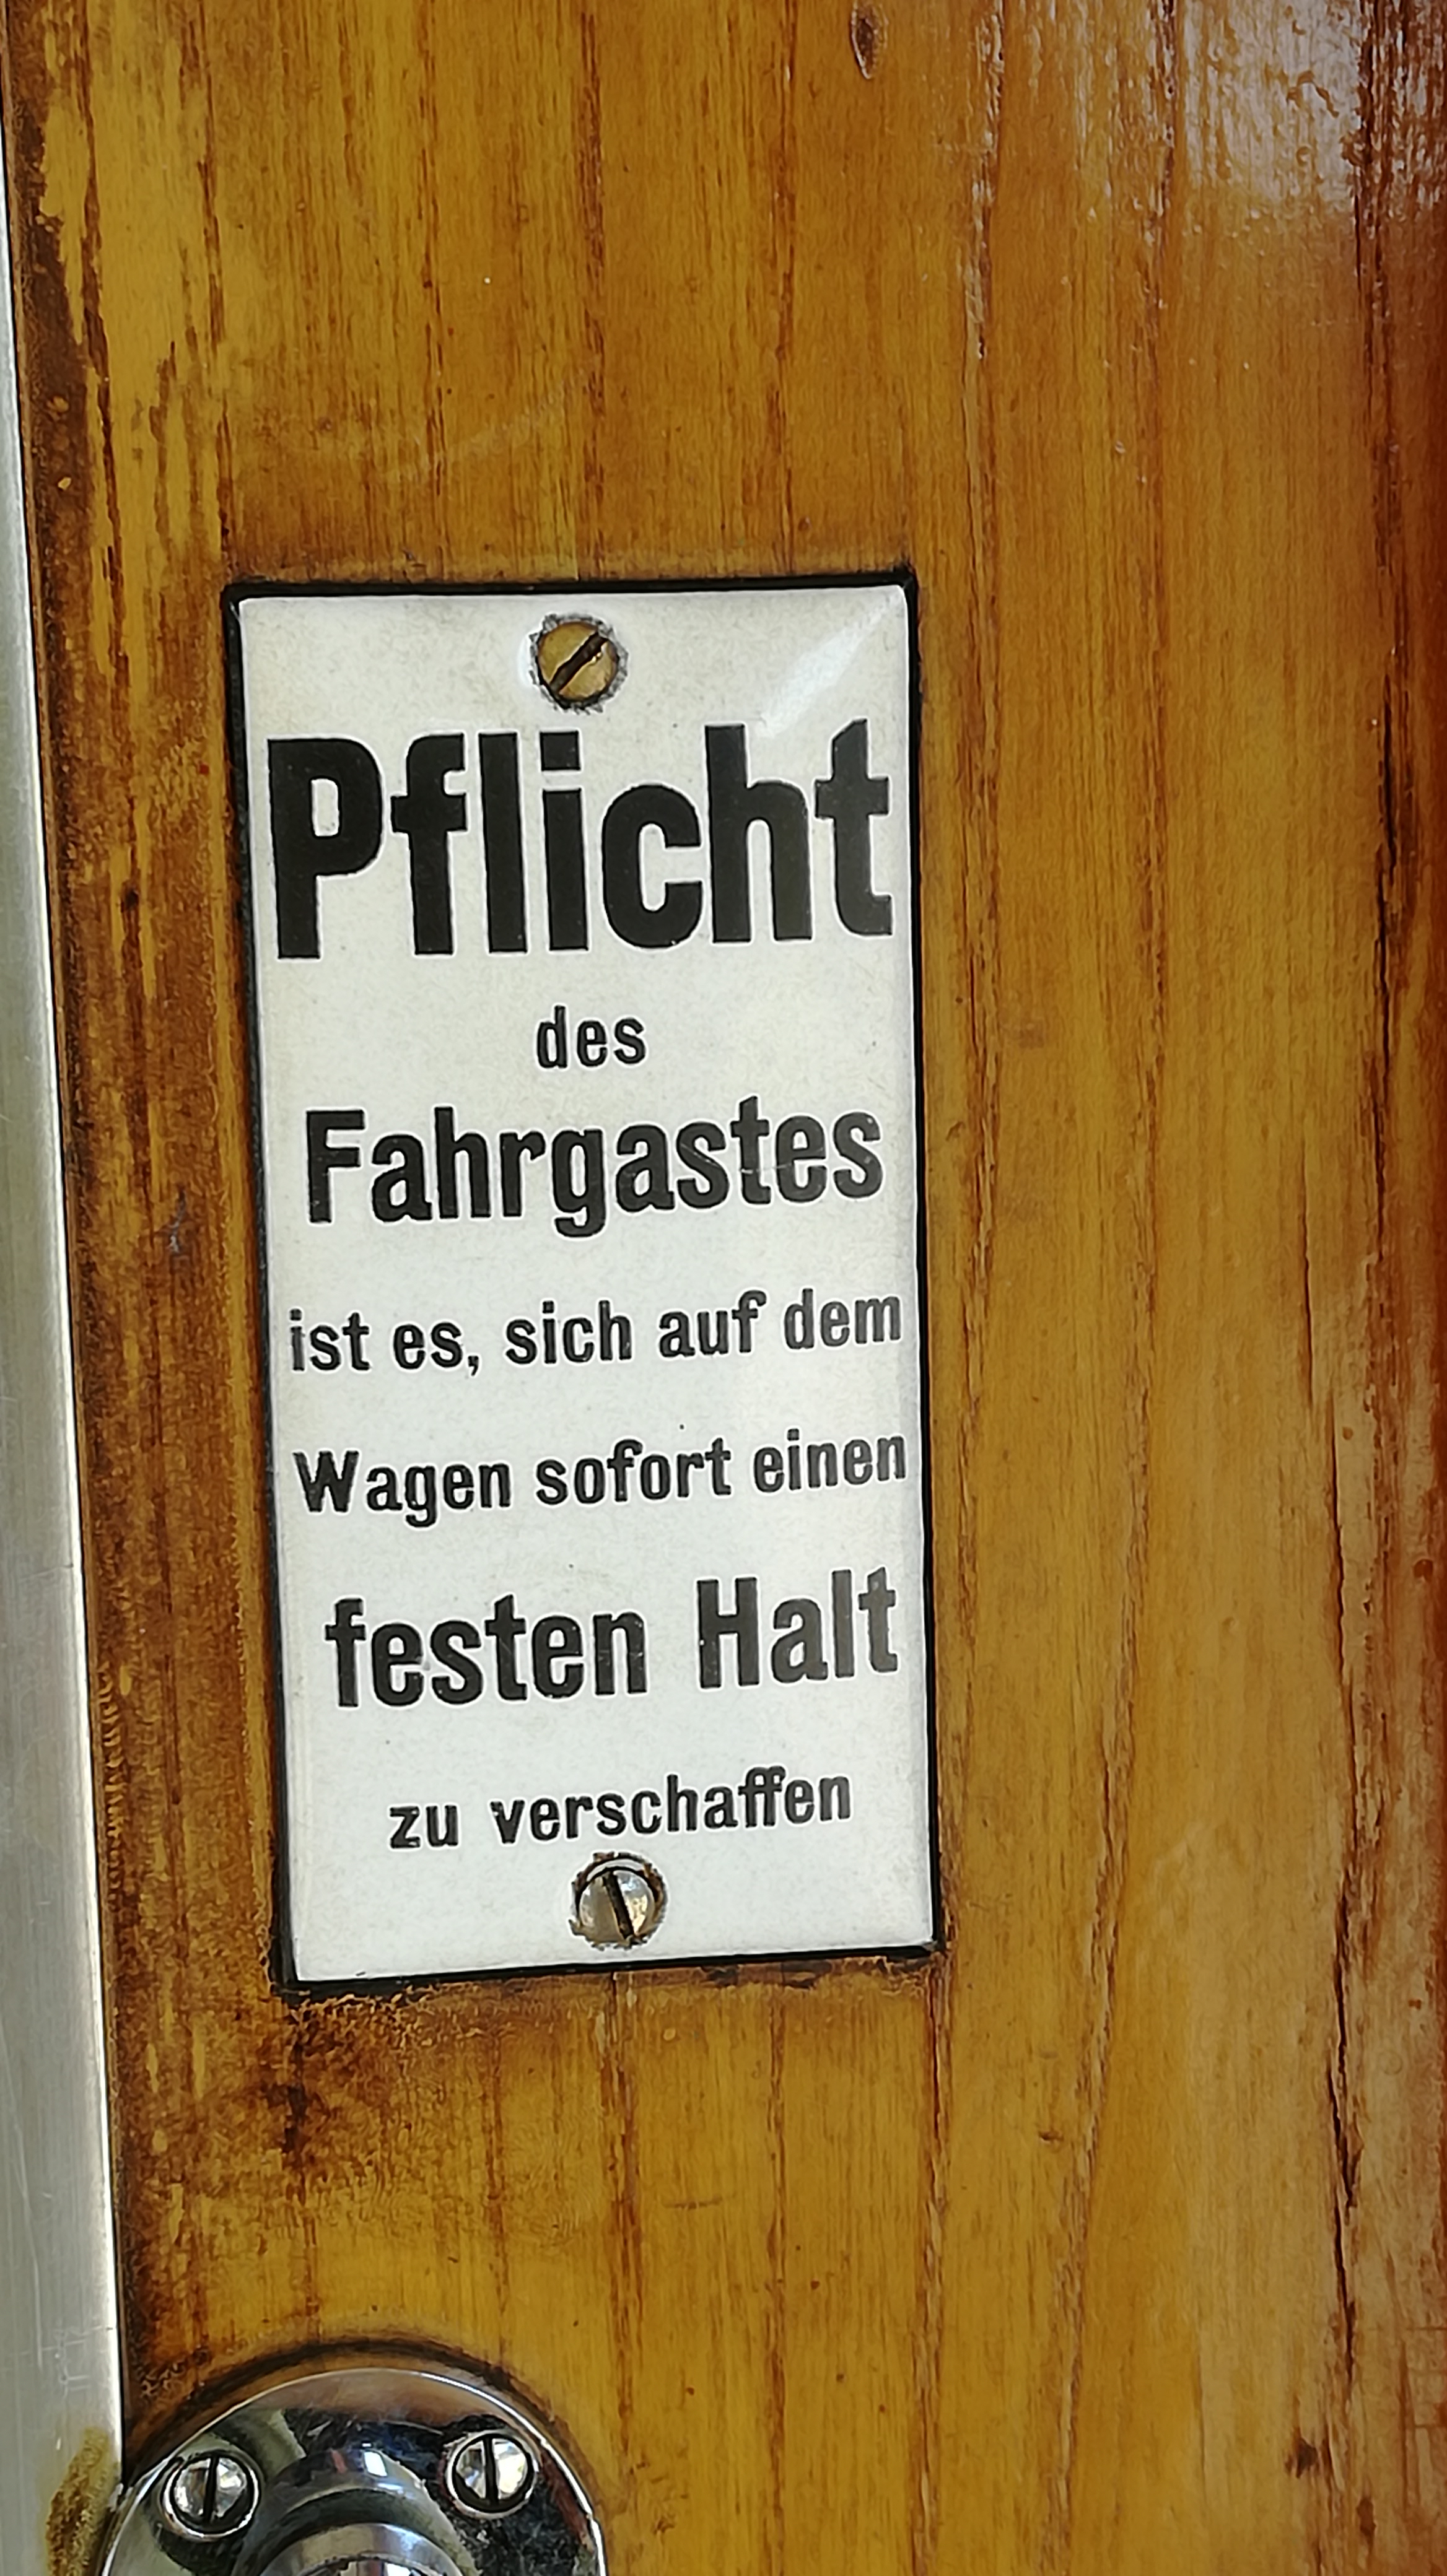 Pflicht
des
Fahrgastes
ist es, sich auf dem
Wagen sofort einen
festen Halt
zu verschaffen